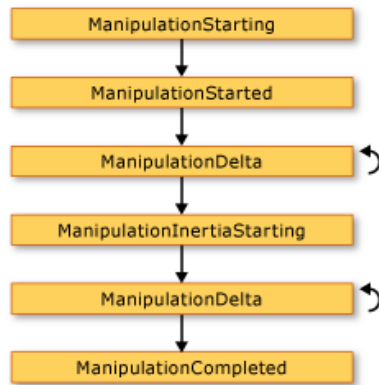 ManipulationStarting
ManipulationStarted
ManipulationDelta
ManipulationInertiaStarting
ManipulationDelta
ManipulationCompleted